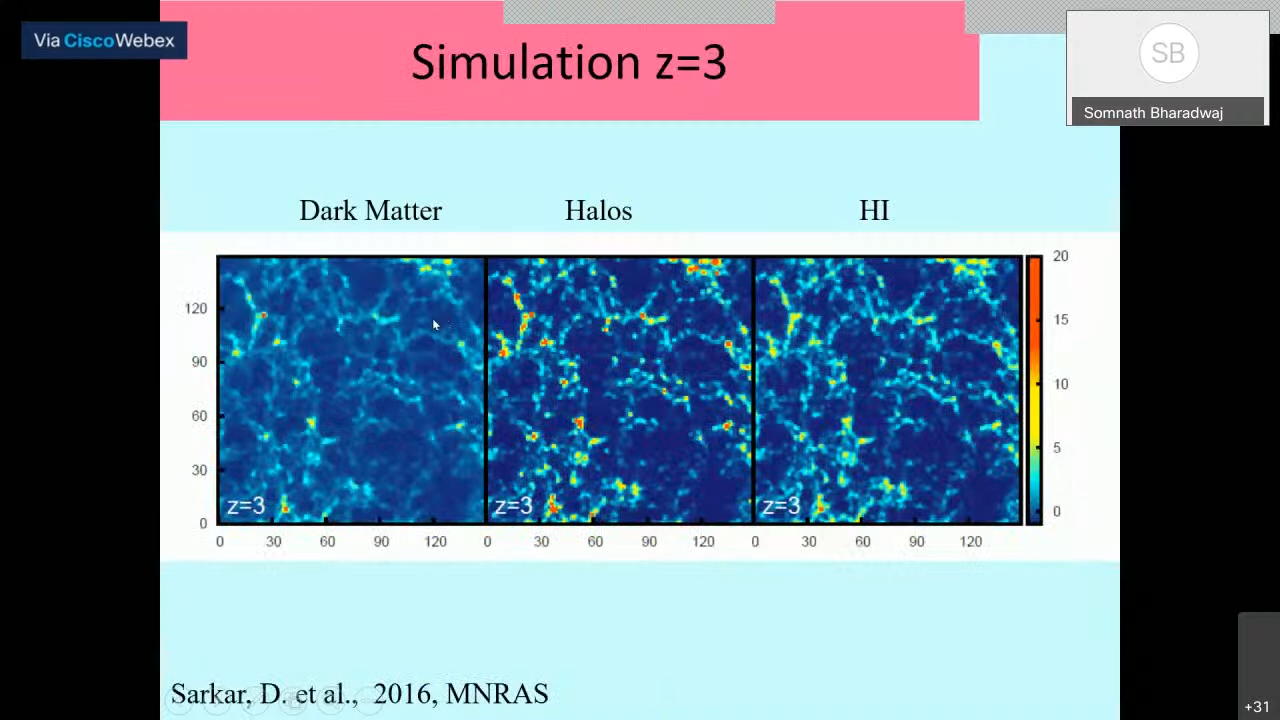 Via Cisco Webex
Simulation z=3
SB
Somnath Bharadwaj
Dark Matter Halos HI
120
90
60
30
0
z=3 z=3 z=3
0 30 60 90 120 0 30 60 90 120 0 30 60 90 120
20
15
10
5
0
Sarkar, D. et al., 2016, MNRAS
+31